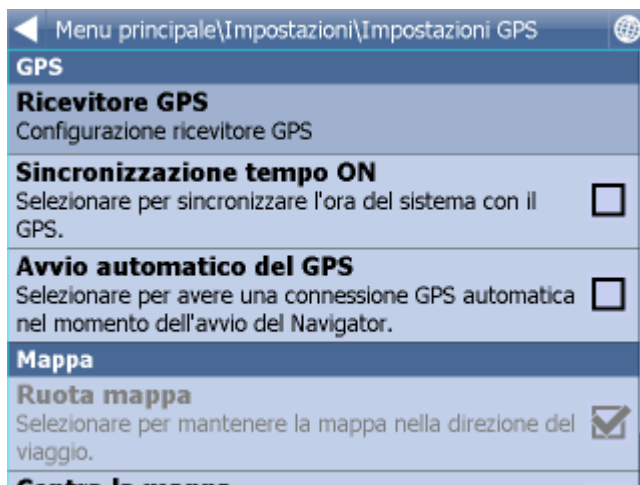 Menu principale\Impostazioni\Impostazioni GPS
GPS
Ricevitore GPS
Configurazione ricevitore GPS
Sincronizzazione tempo ON
Selezionare per sincronizzare l'ora del sistema con il
GPS.
Avvio automatico del GPS
Selezionare per avere una connessione GPS automatica
nel momento dell'avvio del Navigator.
Mappa
Ruota mappa
Selezionare per mantenere la mappa nella direzione del
viaggio.